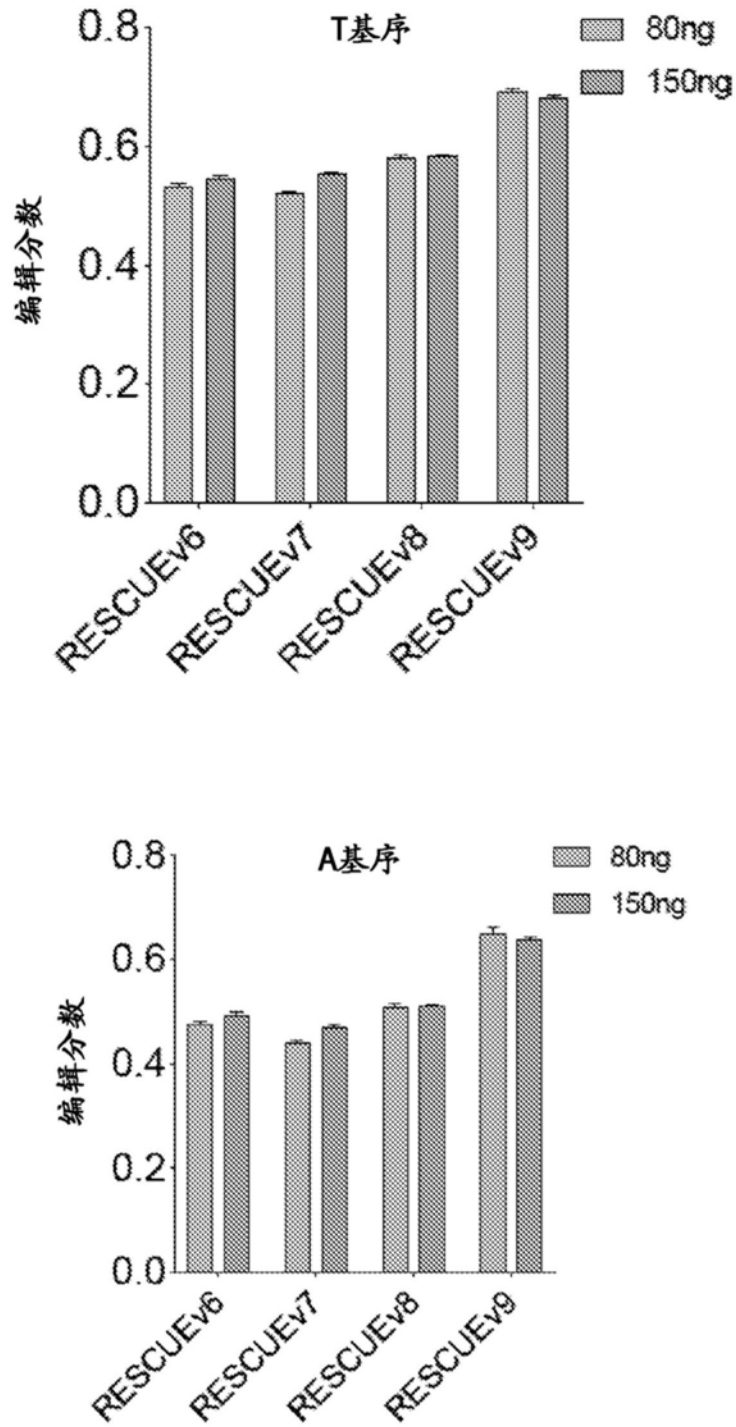 T基序
80ng
150ng
编辑分数
0.8
0.6
0.4
0.2
0.0
RESCUEv6
RESCUEv7
RESCUEv8
RESCUEv9
A基序
80ng
150ng
编辑分数
0.8
0.6
0.4
0.2
0.0
RESCUEv6
RESCUEv7
RESCUEv8
RESCUEv9